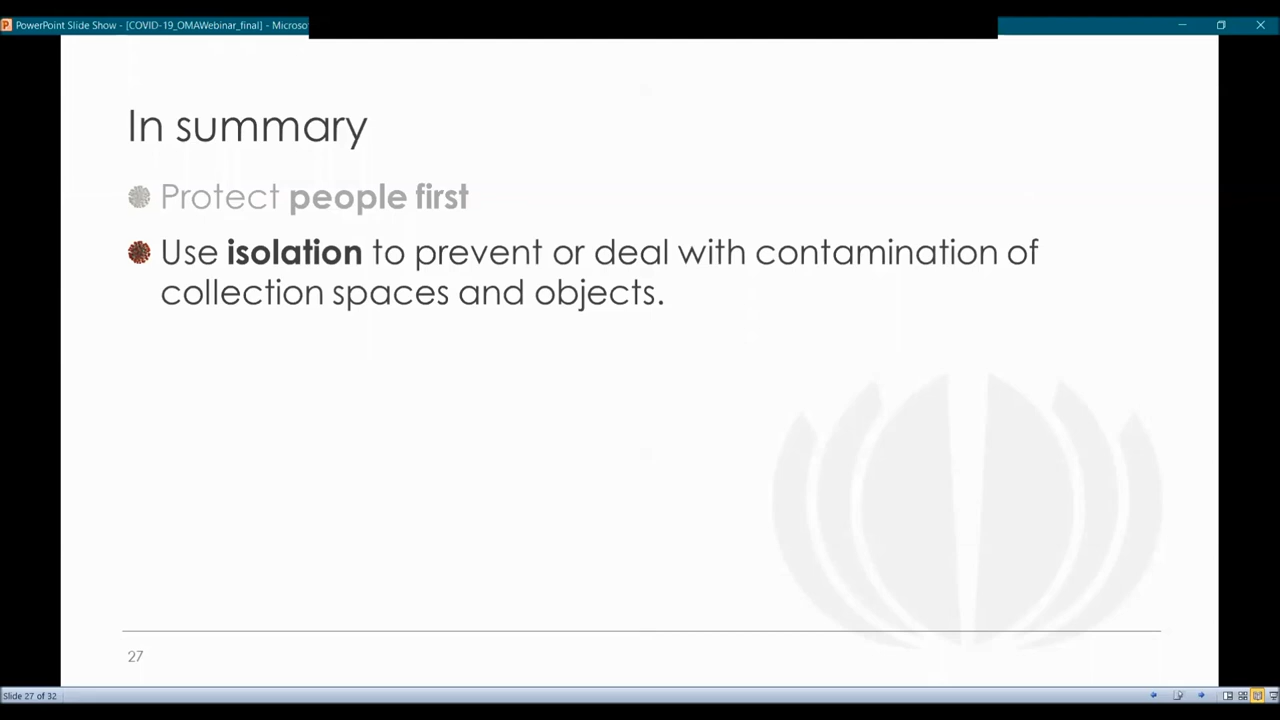 PowerPoint Slide Show - [COVID-19_OMAWebinar_final] -
In summary
Protect people first
Use isolation to prevent or deal with contamination of
collection spaces and objects.
27
Slide 27 of 32